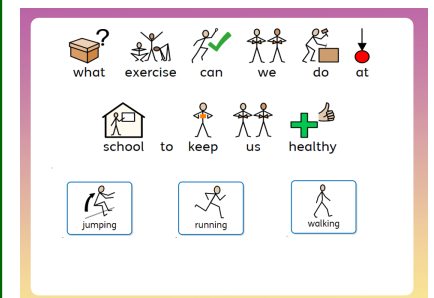 what exercise can we do at
school to keep us healthy
jumping running walking